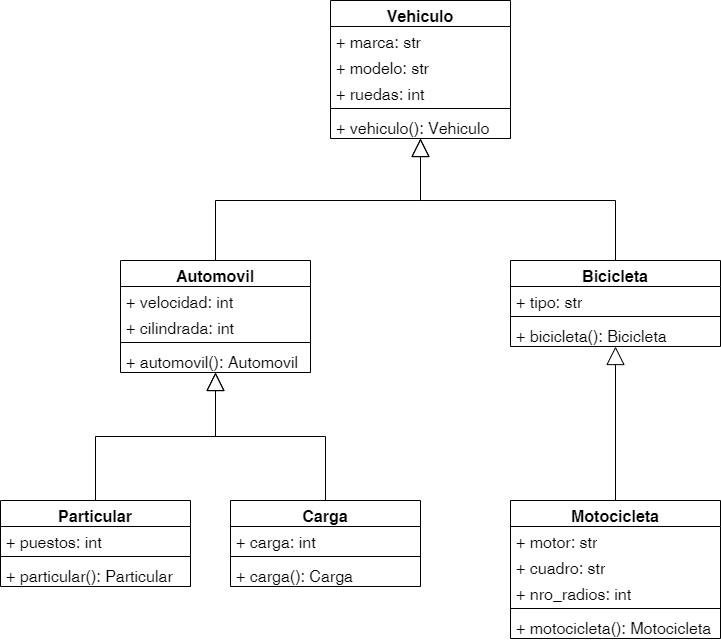 Vehiculo
+ marca: str
+ modelo: str
+ ruedas: int
+ vehiculo(): Vehiculo
Automovil
+ velocidad: int
+ cilindrada: int
+ automovil(): Automovil
Bicicleta
+ tipo: str
+ bicicleta(): Bicicleta
Particular
+ puestos: int
+ particular(): Particular
Carga
+ carga: int
+ carga(): Carga
Motocicleta
+ motor: str
+ cuadro: str
+ nro_radios: int
+ motocicleta(): Motocicleta